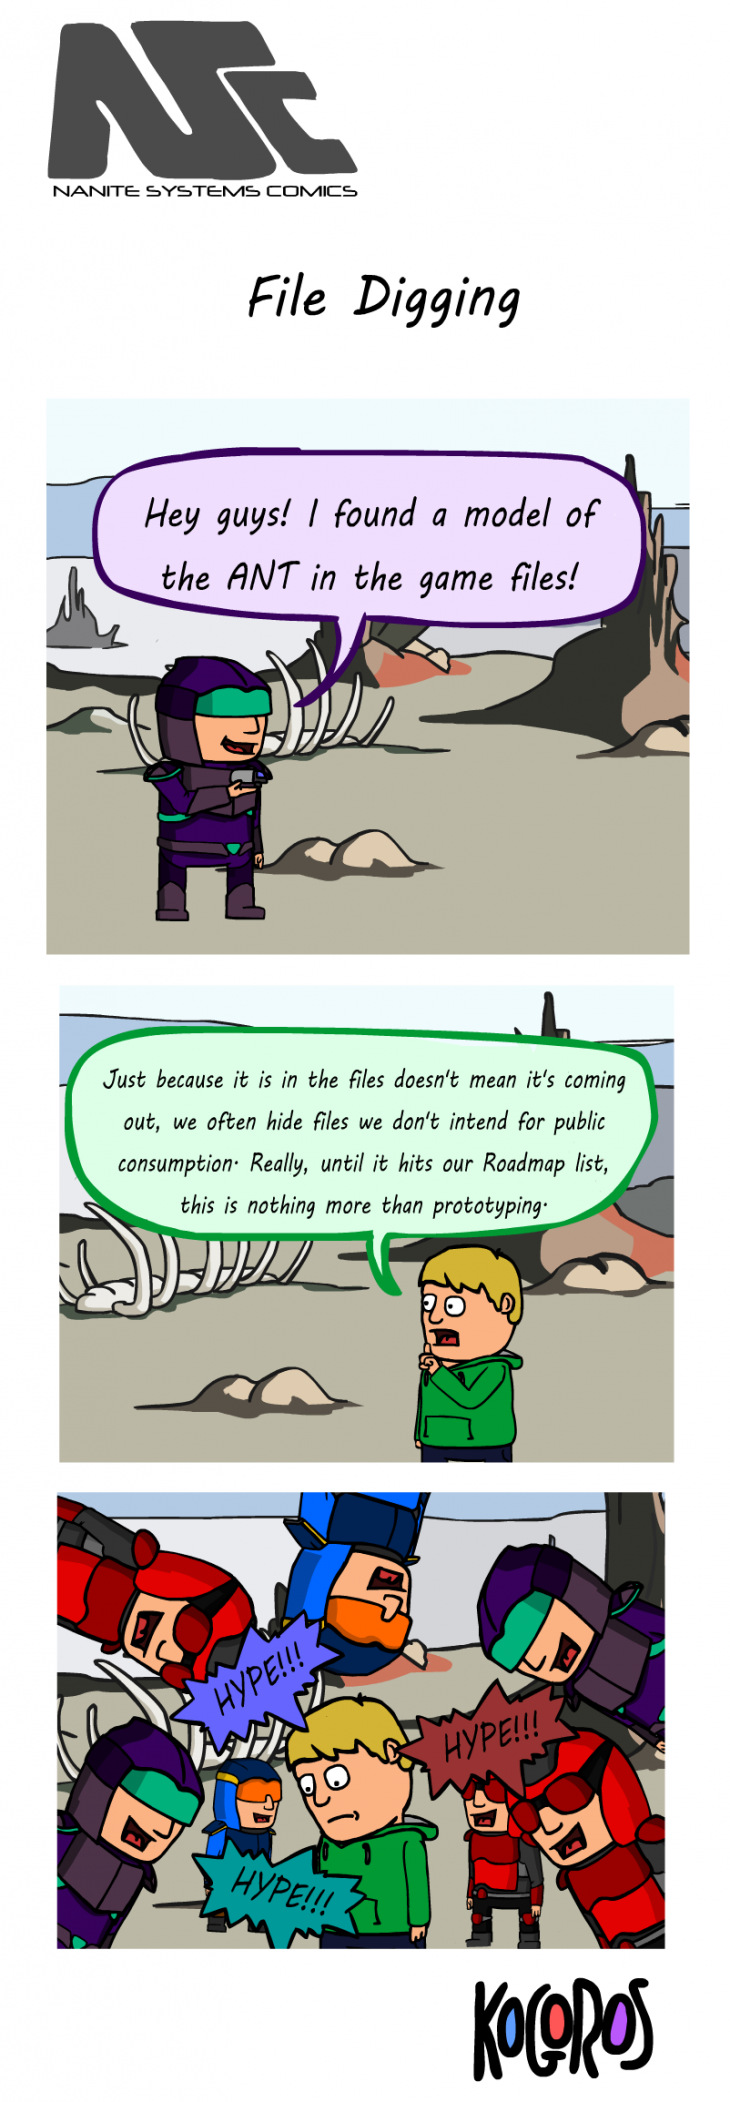 NSC
NANITE SYSTEMS COMICS
File Digging
Hey guys! I found a model of
the ANT in the game files!
Just because it is in the files doesn't mean it's coming
out, we often hide files we don't intend for public
consumption. Really, until it hits our Roadmap list,
this is nothing more than prototyping.
HYPE!!!
HYPE!!!
HYPE!!!
KOGOROS